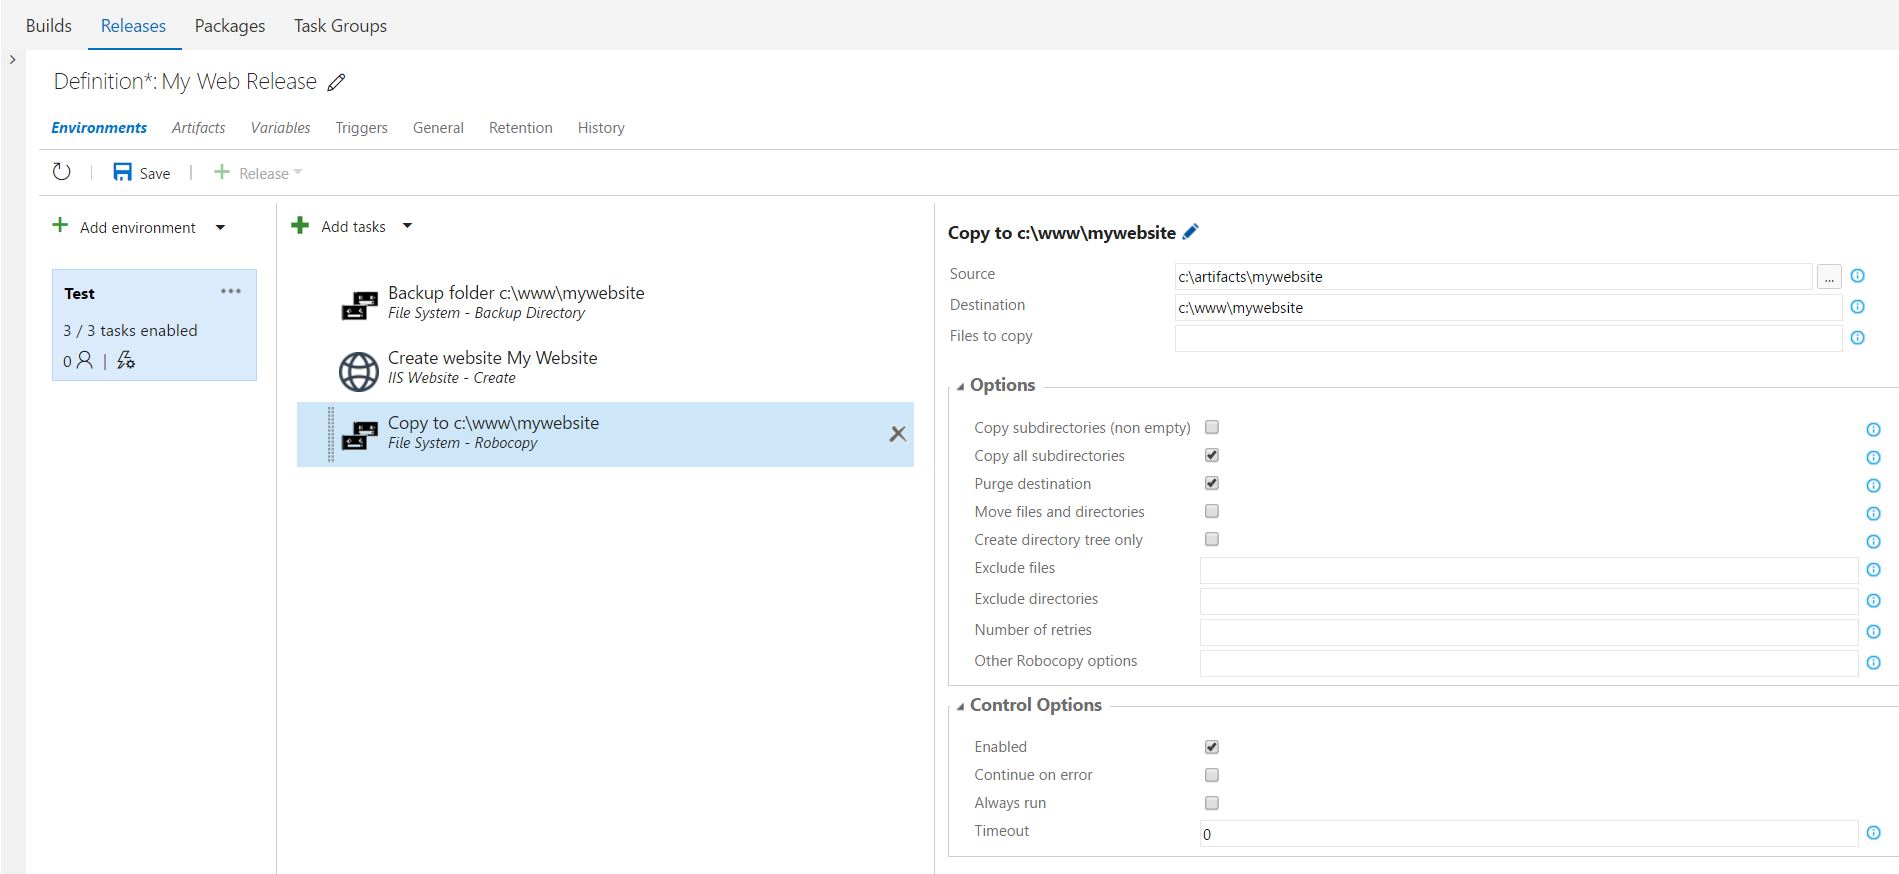 Builds Releases Packages Task Groups
Definition*: My Web Release
Environments Artifacts Variables Triggers General Retention History
Save | + Release
Add environment
Test ...
3 / 3 tasks enabled
0 |
Add tasks
Backup folder c:\www\mywebsite
File System - Backup Directory
Create website My Website
IIS Website - Create
Copy to c:\www\mywebsite
File System - Robocopy
Copy to c:\www\mywebsite
Source c:\artifacts\mywebsite ...
Destination c:\www\mywebsite
Files to copy
Options
Copy subdirectories (non empty)
Copy all subdirectories
Purge destination
Move files and directories
Create directory tree only
Exclude files
Exclude directories
Number of retries
Other Robocopy options
Control Options
Enabled
Continue on error
Always run
Timeout 0